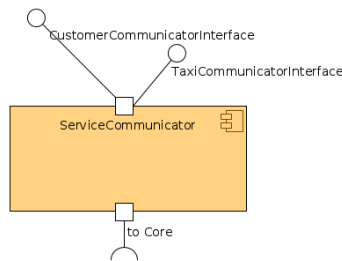 CustomerCommunicatorInterface
TaxiCommunicatorInterface
ServiceCommunicator
to Core